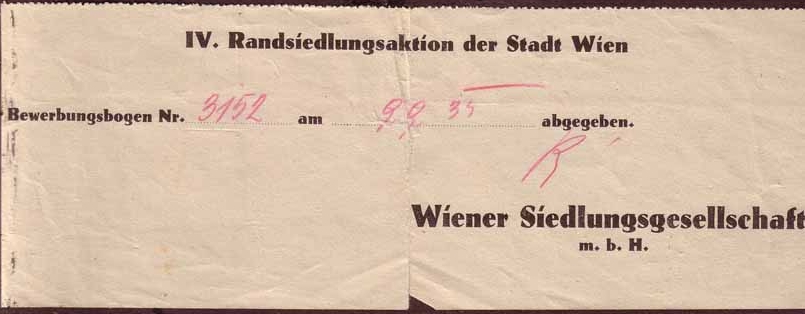 IV. Randsiedlungsaktion der Stadt Wien
Bewerbungsbogen Nr. 3152 am 9.9. 35 abgegeben.
Wiener Siedlungsgesellschaft
m. b. H.